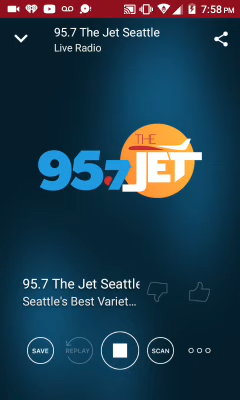 7:58 PM
95.7 The Jet Seattle
Live Radio
THE
95.7 JET
95.7 The Jet Seattle
Seattle's Best Variet...
SAVE
REPLAY
SCAN